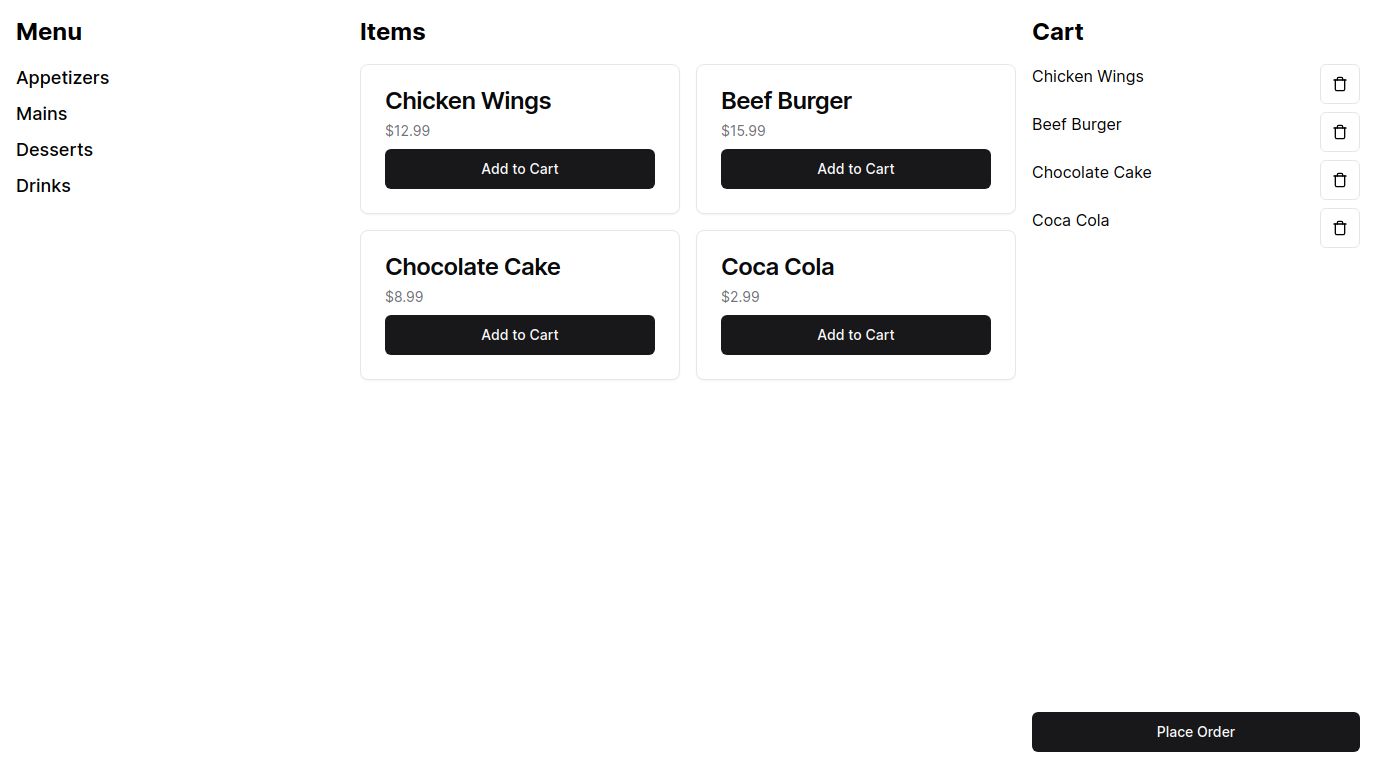 Menu
Appetizers
Mains
Desserts
Drinks
Items
Chicken Wings
$12.99
Add to Cart
Beef Burger
$15.99
Add to Cart
Chocolate Cake
$8.99
Add to Cart
Coca Cola
$2.99
Add to Cart
Cart
Chicken Wings
Beef Burger
Chocolate Cake
Coca Cola
Place Order